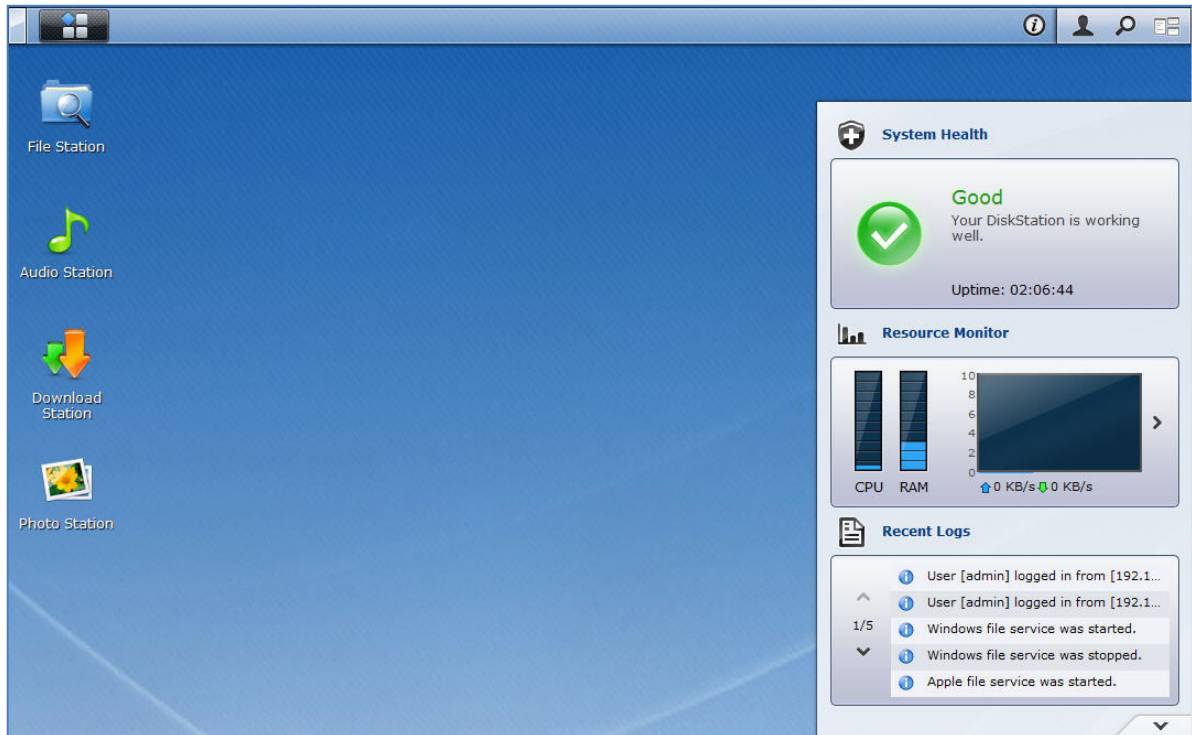 File Station
Audio Station
Download
Station
Photo Station
System Health
Good
Your DiskStation is working
well.
Uptime: 02:06:44
Resource Monitor
10
8
6
4
2
0
CPU RAM
0 KB/s 0 KB/s
Recent Logs
User [admin] logged in from [192.1...
User [admin] logged in from [192.1...
1/5
Windows file service was started.
Windows file service was stopped.
Apple file service was started.